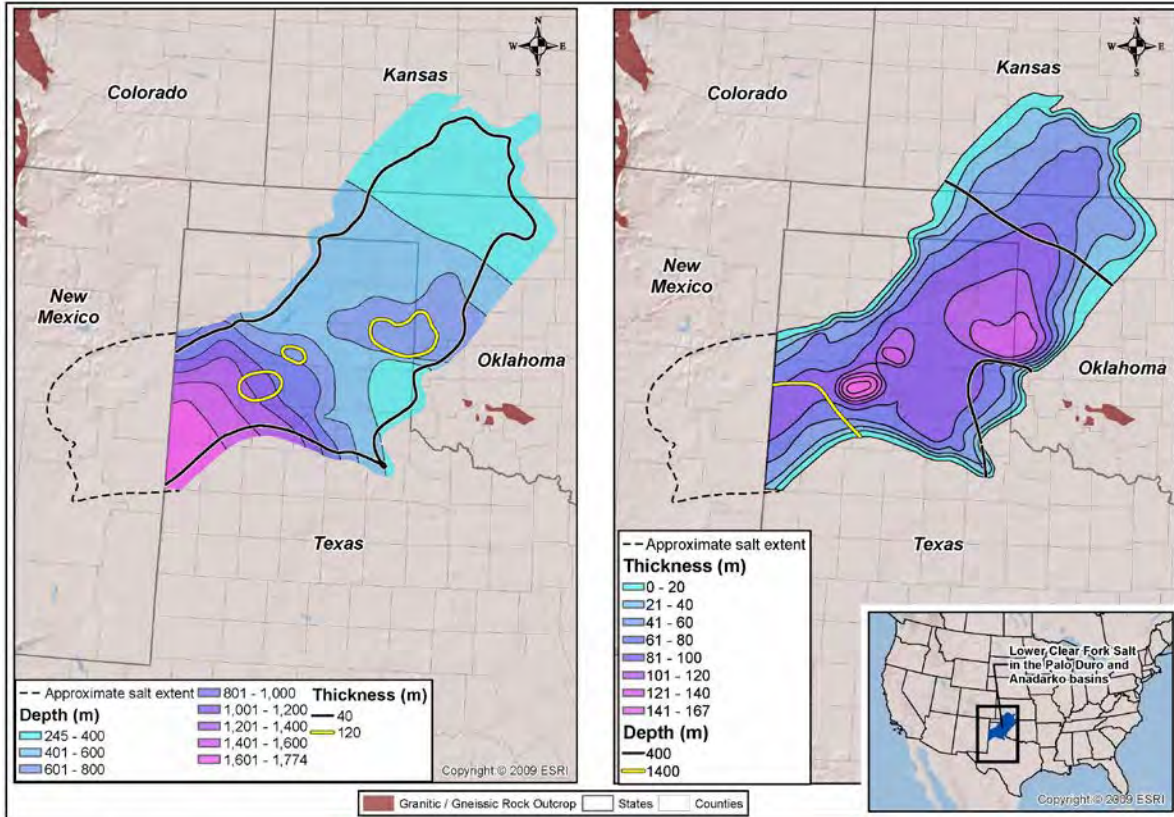 N
W E
S
Colorado
Kansas
New
Mexico
Oklahoma
Texas
Approximate salt extent
Depth (m)
245 - 400
401 - 600
601 - 800
801 - 1,000
1,001 - 1,200
1,201 - 1,400
1,401 - 1,600
1,601 - 1,774
Thickness (m)
40
120
Copyright © 2009 ESRI
N
W E
S
Colorado
Kansas
New
Mexico
Oklahoma
Texas
Approximate salt extent
Thickness (m)
0 - 20
21 - 40
41 - 60
61 - 80
81 - 100
101 - 120
121 - 140
141 - 167
Depth (m)
400
1400
Lower Clear Fork Salt
in the Palo Duro and
Anadarko basins
Copyright © 2009 ESRI
Granitic / Gneissic Rock Outcrop States Counties